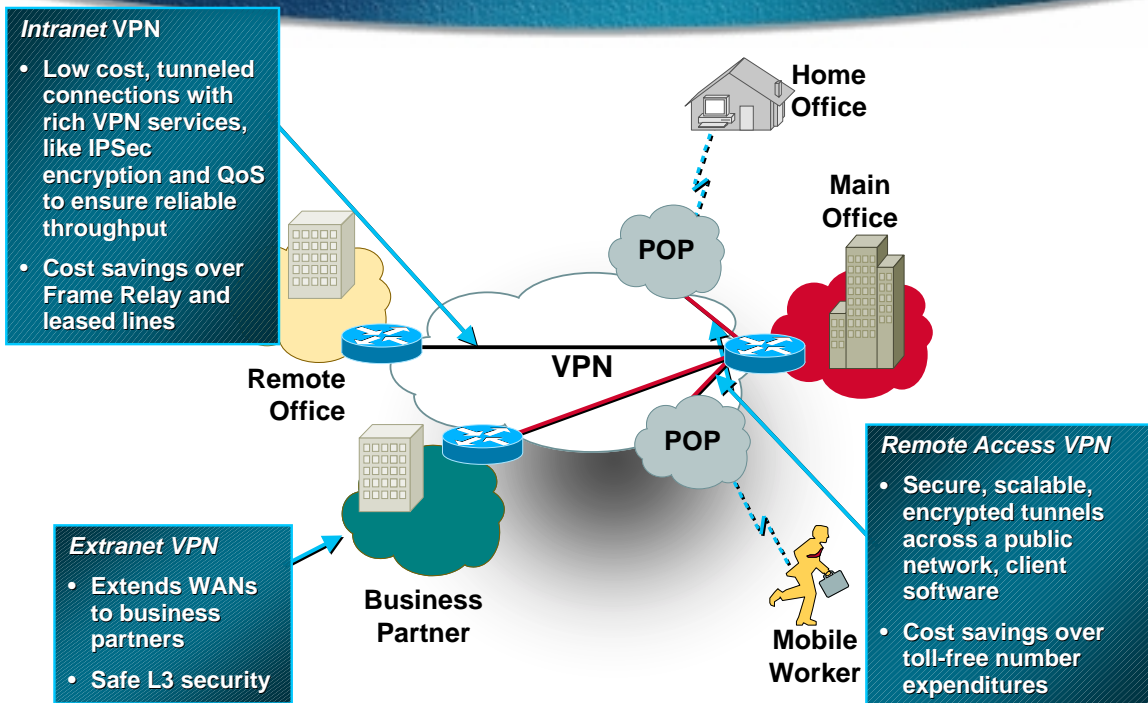 Intranet VPN
• Low cost, tunneled
connections with
rich VPN services,
like IPSec
encryption and QoS
to ensure reliable
throughput
• Cost savings over
Frame Relay and
leased lines
Home
Office
Main
Office
POP
VPN
Remote
Office
POP
Business
Partner
Mobile
Worker
Extranet VPN
• Extends WANs
to business
partners
• Safe L3 security
Remote Access VPN
• Secure, scalable,
encrypted tunnels
across a public
network, client
software
• Cost savings over
toll-free number
expenditures